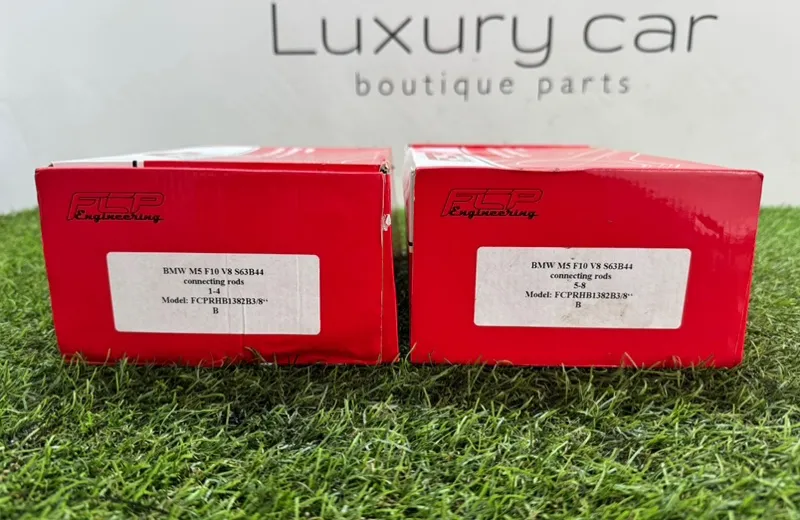 Luxury car
boutique parts
FCP
Engineering
BMW M5 F10 V8 S63B44
connecting rods
1-4
Model: FCPRHB1382B3/8“
B
FCP
Engineering
BMW M5 F10 V8 S63B44
connecting rods
5-8
Model: FCPRHB1382B3/8“
B